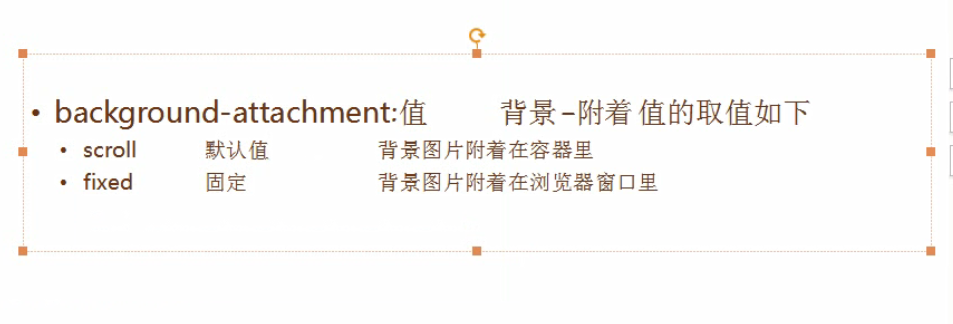 • background-attachment:值 背景–附着 值的取值如下
• scroll 默认值 背景图片附着在容器里
• fixed 固定 背景图片附着在浏览器窗口里